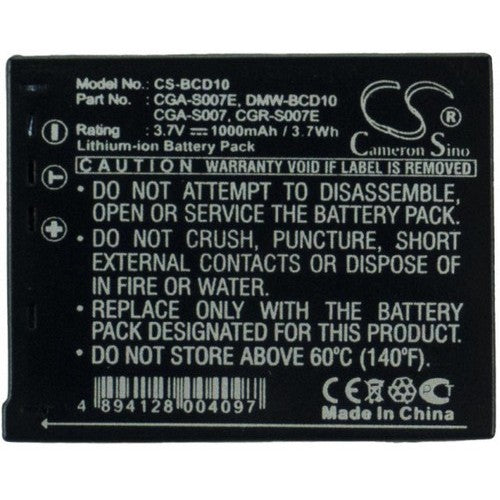 Model No.: CS-BCD10
Part No.: CGA-S007E, DMW-BCD10
CGA-S007, CGR-S007E
Rating: 3.7V 1000mAh / 3.7Wh
Lithium-ion Battery Pack
CS ®
Cameron Sino
WARRANTY VOID IF LABEL IS REMOVED
• DO NOT ATTEMPT TO DISASSEMBLE,
OPEN OR SERVICE THE BATTERY PACK.
• DO NOT CRUSH, PUNCTURE, SHORT
EXTERNAL CONTACTS OR DISPOSE OF
IN FIRE OR WATER.
• REPLACE ONLY WITH THE BATTERY
PACK DESIGNATED FOR THIS PRODUCT.
• DO NOT STORE ABOVE 60°C (140°F)
− T +
4 894128 004097
CE
Made In China